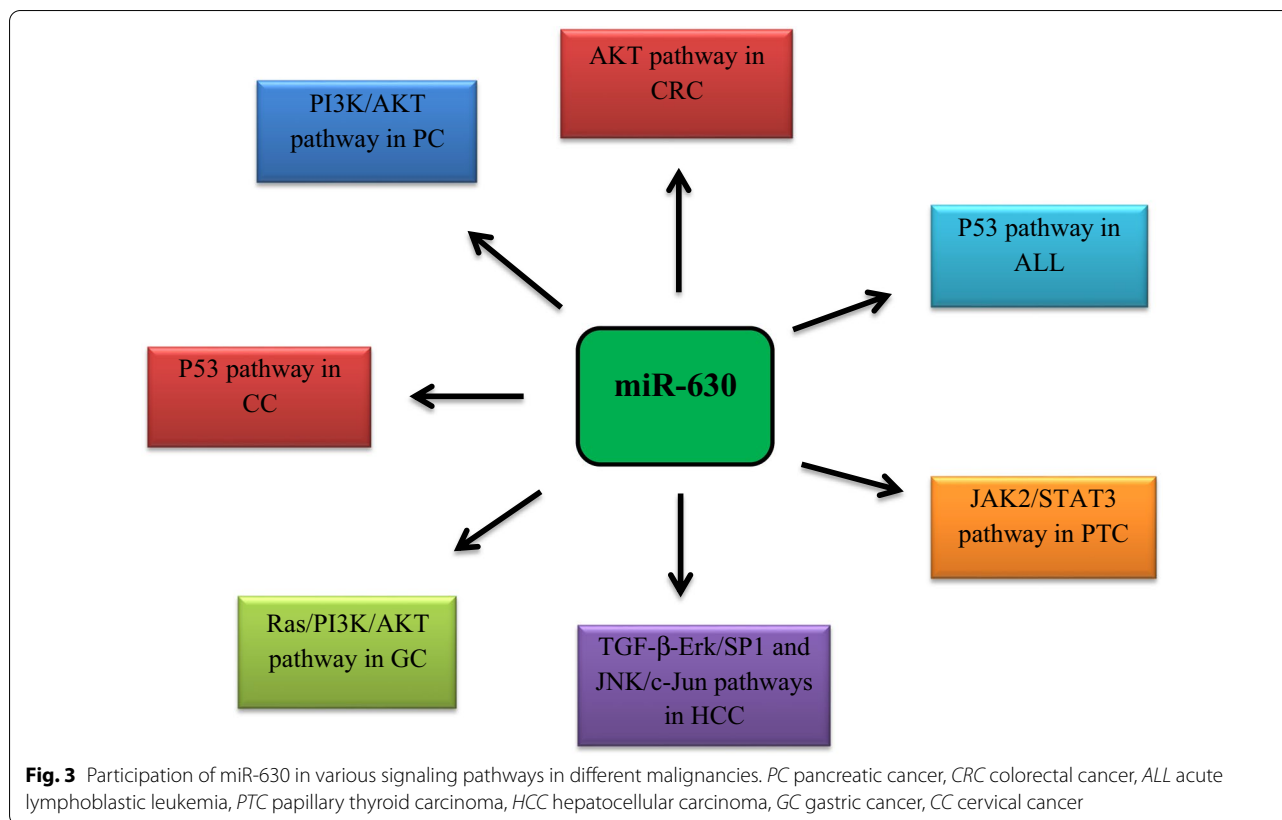 AKT pathway in
CRC
PI3K/AKT
pathway in PC
P53 pathway in
ALL
P53 pathway in
CC
miR-630
JAK2/STAT3
pathway in PTC
Ras/PI3K/AKT
pathway in GC
TGF-β-Erk/SP1 and
JNK/c-Jun pathways
in HCC
Fig. 3 Participation of miR-630 in various signaling pathways in different malignancies. PC pancreatic cancer, CRC colorectal cancer, ALL acute
lymphoblastic leukemia, PTC papillary thyroid carcinoma, HCC hepatocellular carcinoma, GC gastric cancer, CC cervical cancer